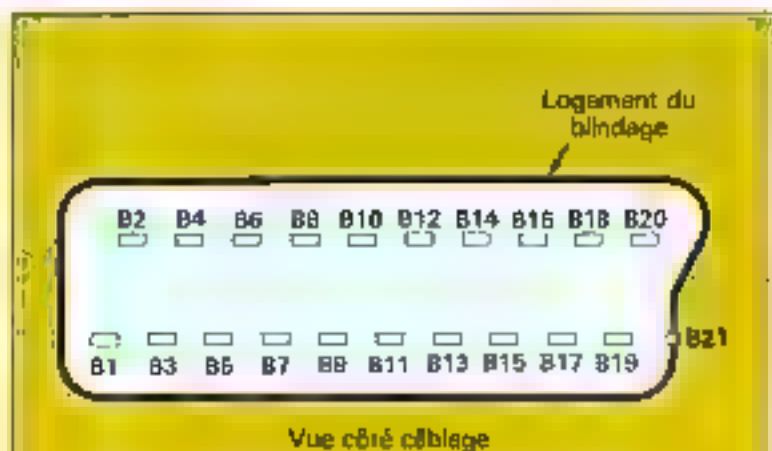 Logement du
blindage
B2 B4 B6 B8 B10 B12 B14 B16 B18 B20
B21
B1 B3 B5 B7 B9 B11 B13 B15 B17 B19
Vue côté câblage